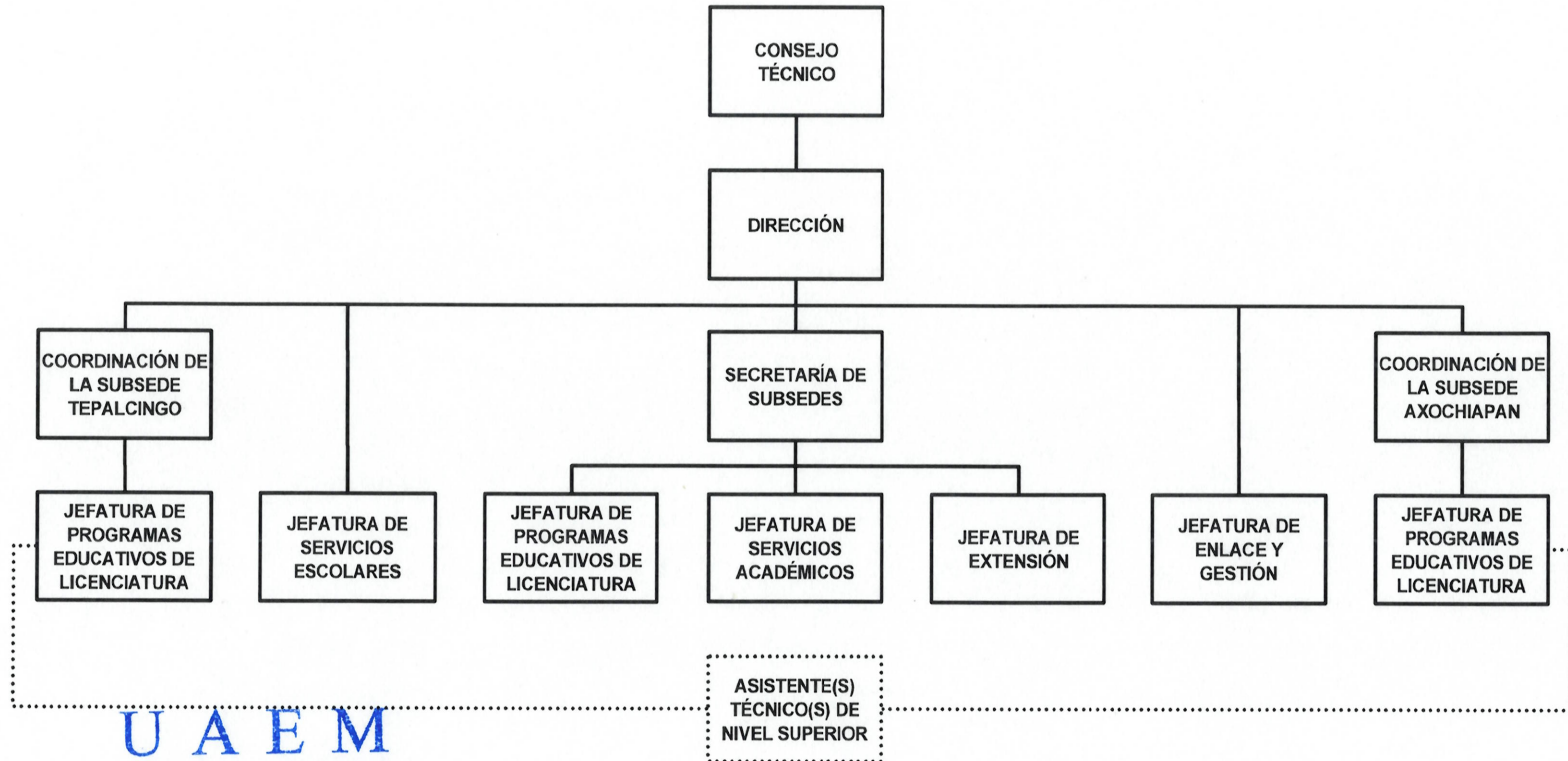 CONSEJO
TÉCNICO
DIRECCIÓN
COORDINACIÓN DE
LA SUBSEDE
TEPALCINGO
SECRETARÍA DE
SUBSEDES
COORDINACIÓN DE
LA SUBSEDE
AXOCHIAPAN
JEFATURA DE
PROGRAMAS
EDUCATIVOS DE
LICENCIATURA
JEFATURA DE
SERVICIOS
ESCOLARES
JEFATURA DE
PROGRAMAS
EDUCATIVOS DE
LICENCIATURA
JEFATURA DE
SERVICIOS
ACADÉMICOS
JEFATURA DE
EXTENSIÓN
JEFATURA DE
ENLACE Y
GESTIÓN
JEFATURA DE
PROGRAMAS
EDUCATIVOS DE
LICENCIATURA
ASISTENTE(S)
TÉCNICO(S) DE
NIVEL SUPERIOR
U A E M